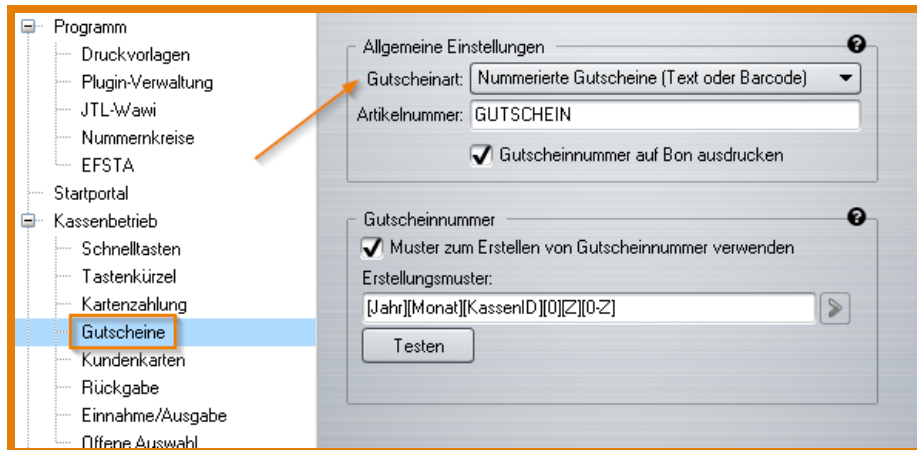 Programm
Druckvorlagen
Plugin-Verwaltung
JTL-Wawi
Nummernkreise
EFSTA
Startportal
Kassenbetrieb
Schnelltasten
Tastenkürzel
Kartenzahlung
Gutscheine
Kundenkarten
Rückgabe
Einnahme/Ausgabe
Offene Auswahl
Allgemeine Einstellungen
Gutscheinart: Nummerierte Gutscheine (Text oder Barcode)
Artikelnummer: GUTSCHEIN
Gutscheinnummer auf Bon ausdrucken
Gutscheinnummer
Muster zum Erstellen von Gutscheinnummer verwenden
Erstellungsmuster:
[Jahr][Monat][KassenID][0][Z][0-Z]
Testen